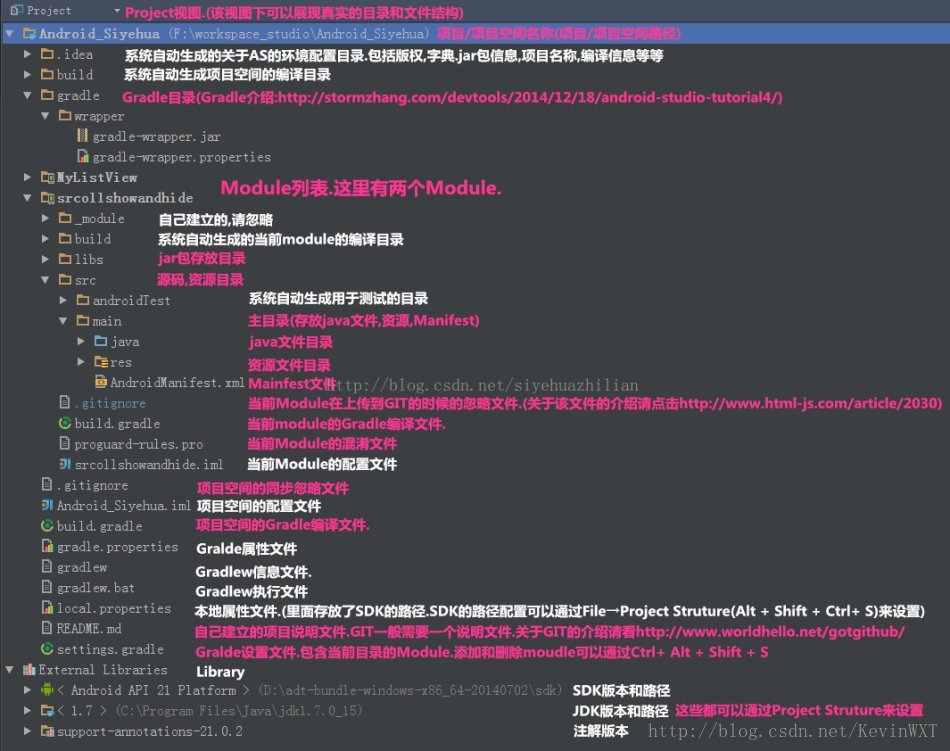 Project Project视图.(该视图下可以展现真实的目录和文件结构)
Android_Siyehua (F:\workspace_studio\Android_Siyehua) 项目/项目空间名称(项目/项目空间路径)
.idea 系统自动生成的关于AS的环境配置目录.包括版权,字典.jar包信息,项目名称,编译信息等等
build 系统自动生成项目空间的编译目录
gradle Gradle目录(Gradle介绍:http://stormzhang.com/devtools/2014/12/18/android-studio-tutorial4/)
wrapper
gradle-wrapper.jar
gradle-wrapper.properties
MyListView
Module列表.这里有两个Module.
srcollshowandhide
_module 自己建立的,请忽略
build 系统自动生成的当前module的编译目录
libs jar包存放目录
src 源码,资源目录
androidTest 系统自动生成用于测试的目录
main 主目录(存放java文件,资源,Manifest)
java java文件目录
res 资源文件目录
AndroidManifest.xml Mainfest文件 http://blog.csdn.net/siyehuazhilian
.gitignore 当前Module在上传到GIT的时候的忽略文件.(关于该文件的介绍请点击http://www.html-js.com/article/2030)
build.gradle 当前module的Gradle编译文件.
proguard-rules.pro 当前Module的混淆文件
srcollshowandhide.iml 当前Module的配置文件
.gitignore 项目空间的同步忽略文件
Android_Siyehua.iml 项目空间的配置文件
build.gradle 项目空间的Gradle编译文件.
gradle.properties Gralde属性文件
gradlew Gradlew信息文件.
gradlew.bat Gradlew执行文件
local.properties 本地属性文件.(里面存放了SDK的路径.SDK的路径配置可以通过File→Project Struture(Alt + Shift + Ctrl+ S)来设置)
README.md 自己建立的项目说明文件.GIT一般需要一个说明文件.关于GIT的介绍请看http://www.worldhello.net/gotgithub/
settings.gradle Gralde设置文件.包含当前目录的Module.添加和删除moudle可以通过Ctrl+ Alt + Shift + S
External Libraries Library
< Android API 21 Platform > (D:\adt-bundle-windows-x86_64-20140702\sdk) SDK版本和路径
< 1.7 > (C:\Program Files\Java\jdk1.7.0_15) JDK版本和路径 这些都可以通过Project Struture来设置
support-annotations-21.0.2 注解版本 http://blog.csdn.net/KevinWXT